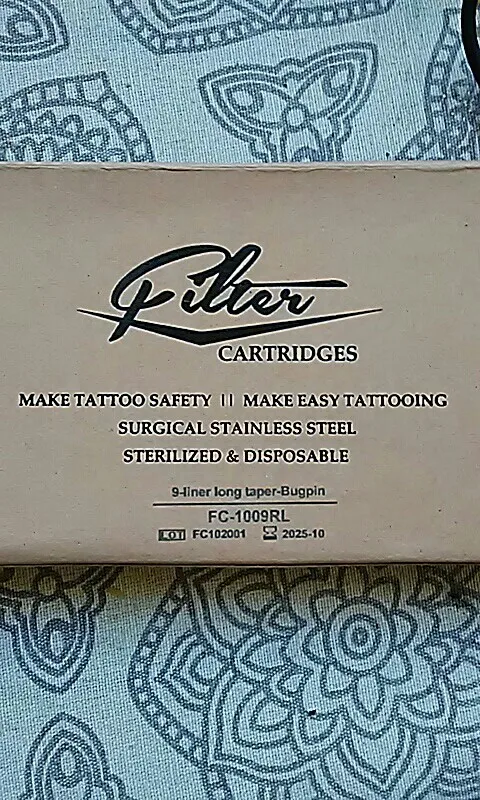 Filter
CARTRIDGES
MAKE TATTOO SAFETY || MAKE EASY TATTOOING
SURGICAL STAINLESS STEEL
STERILIZED & DISPOSABLE
9-liner long taper-Bugpin
FC-1009RL
LOT FC102001 2025-10